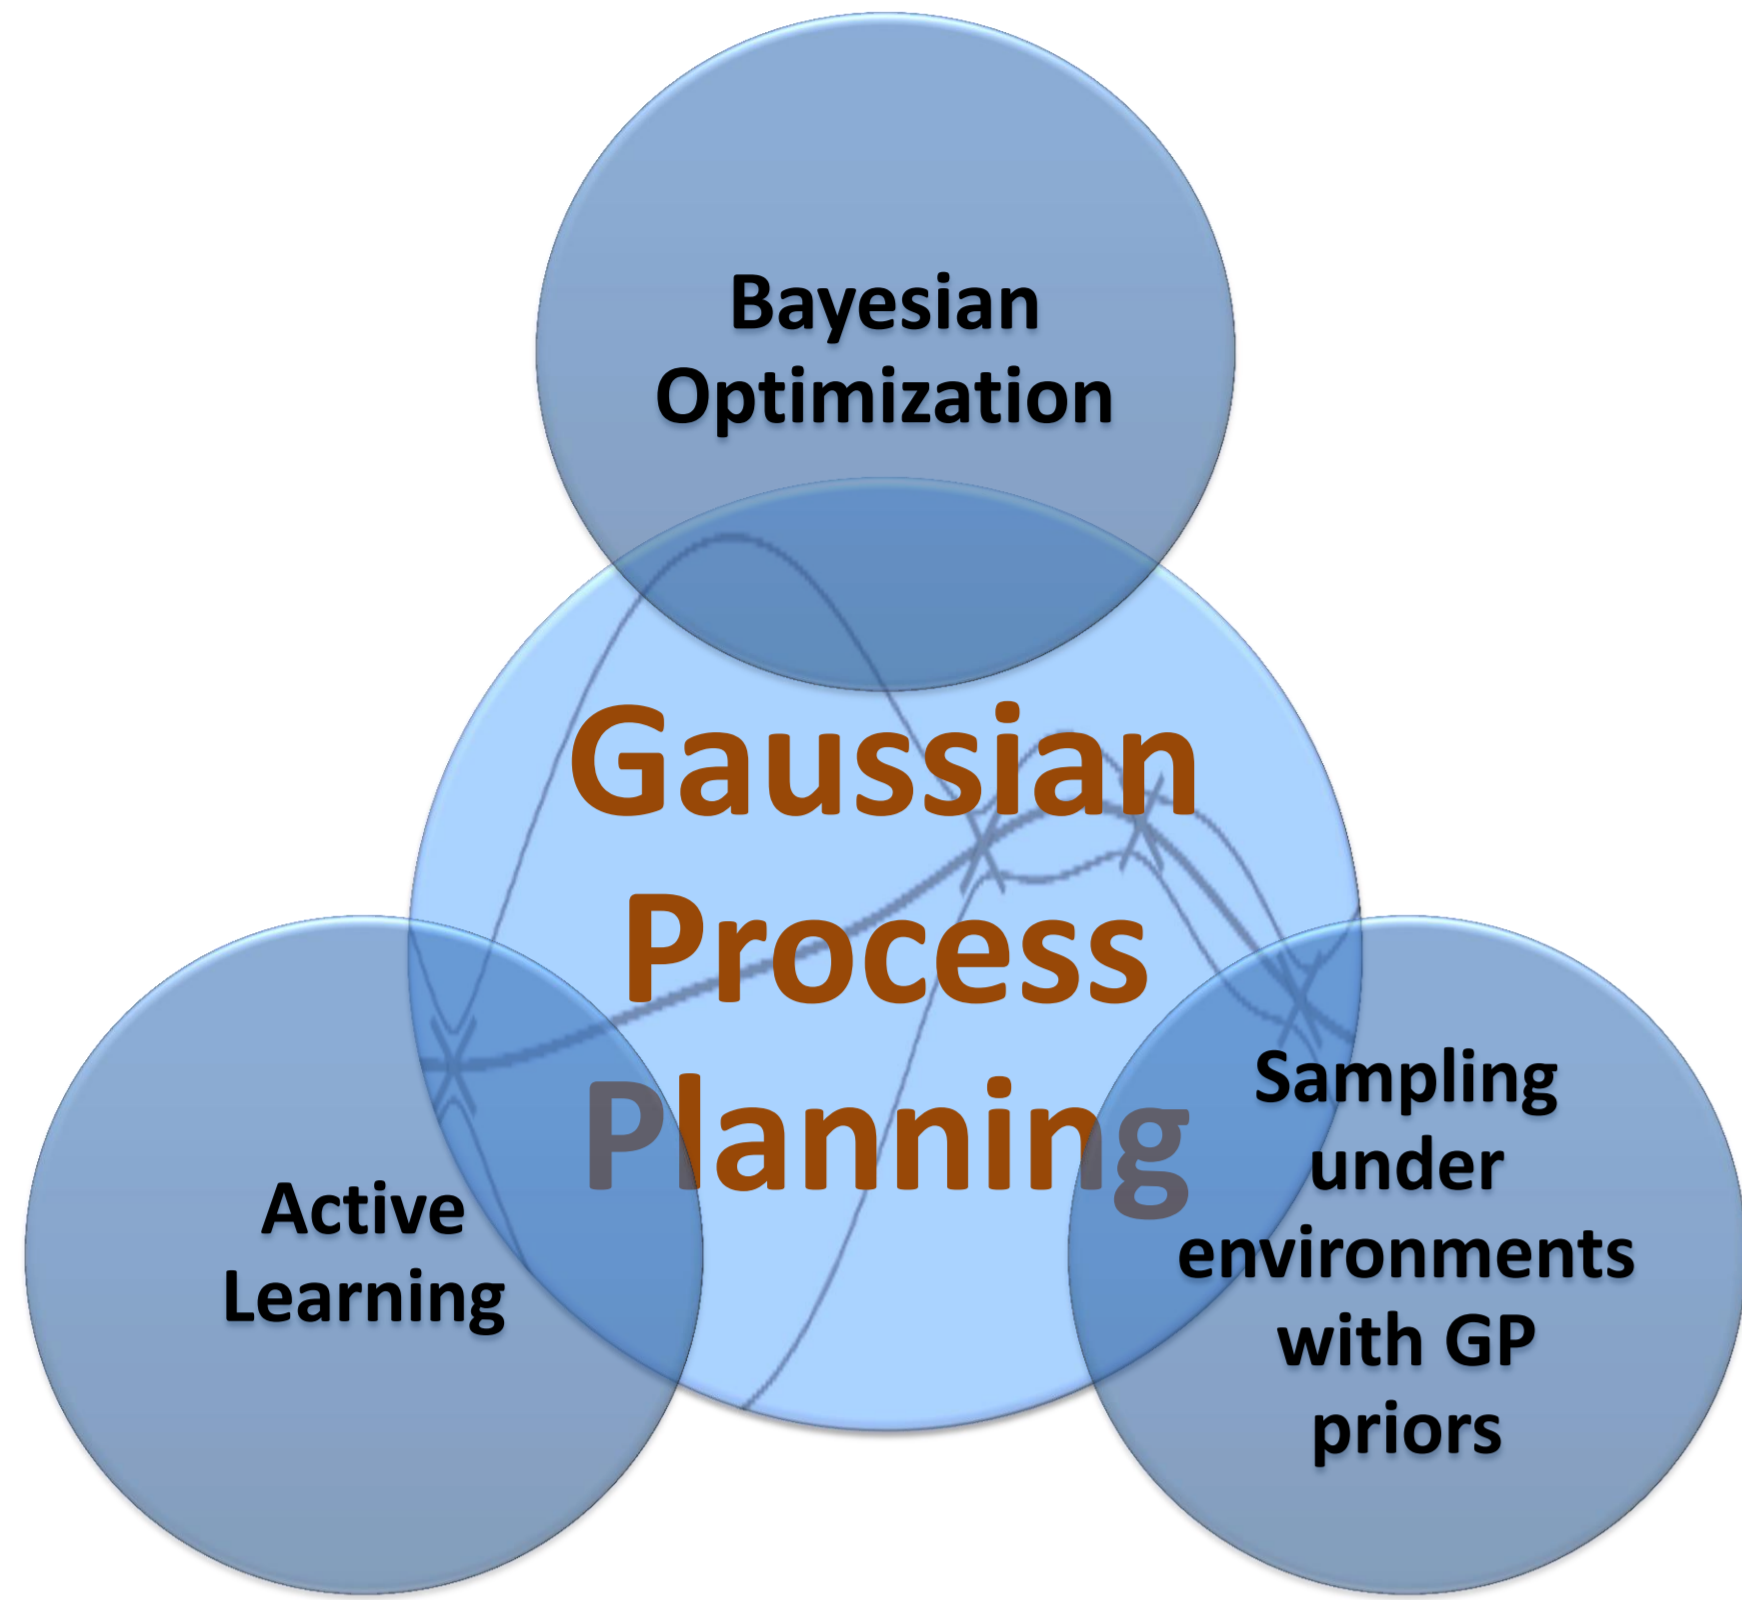 Bayesian
Optimization
Gaussian
Process
Planning
Active
Learning
Sampling
under
environments
with GP
priors